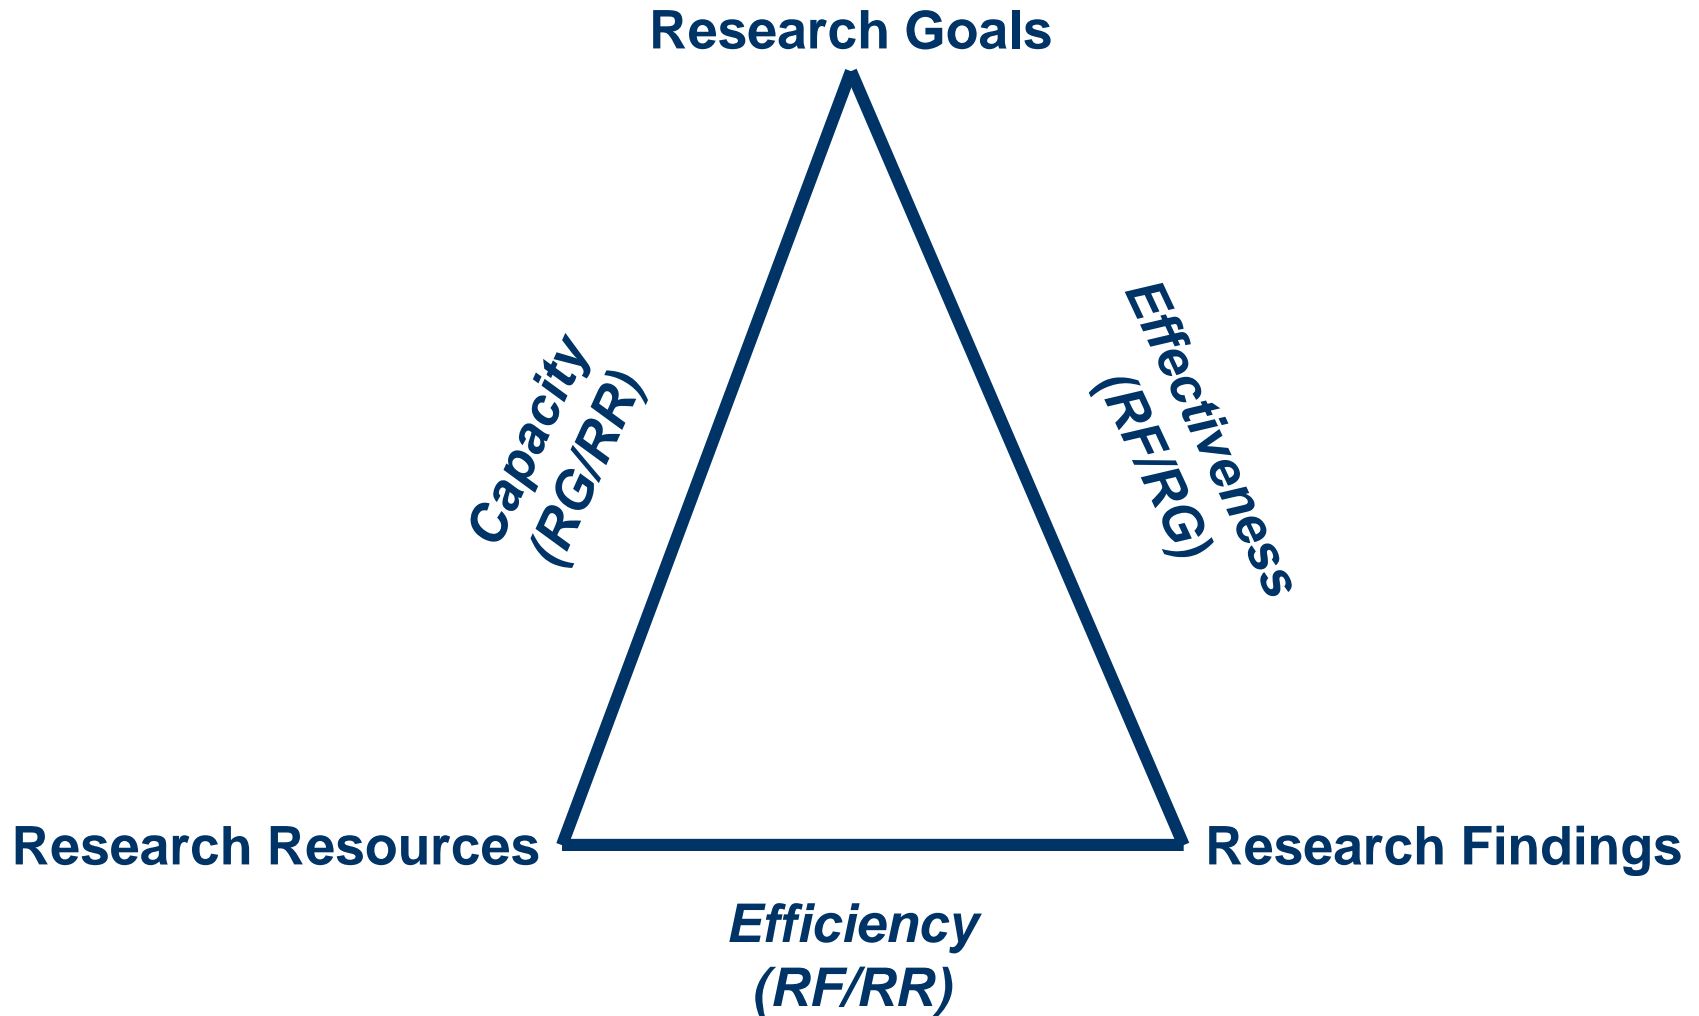 Research Goals
Capacity
(RG/RR)
Effectiveness
(RF/RG)
Research Resources
Research Findings
Efficiency
(RF/RR)